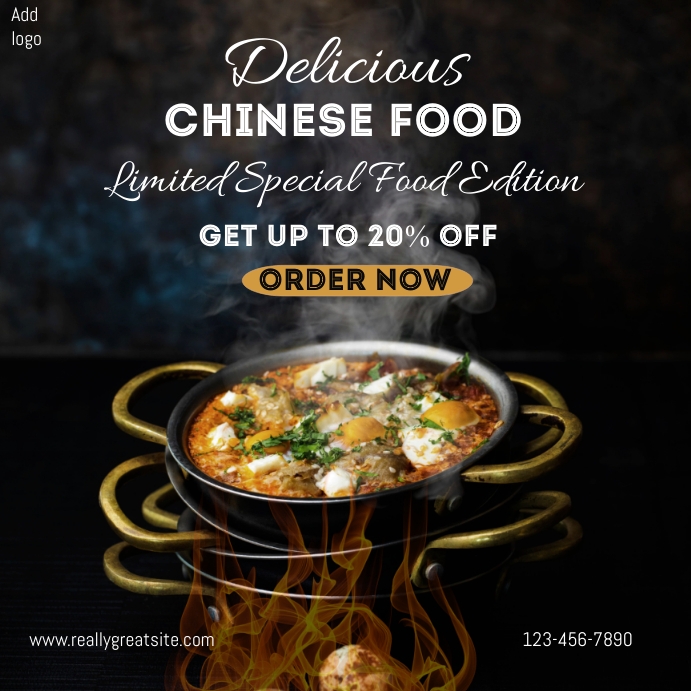 Add
logo
Delicious
CHINESE FOOD
Limited Special Food Edition
GET UP TO 20% OFF
ORDER NOW
www.reallygreatsite.com
123-456-7890